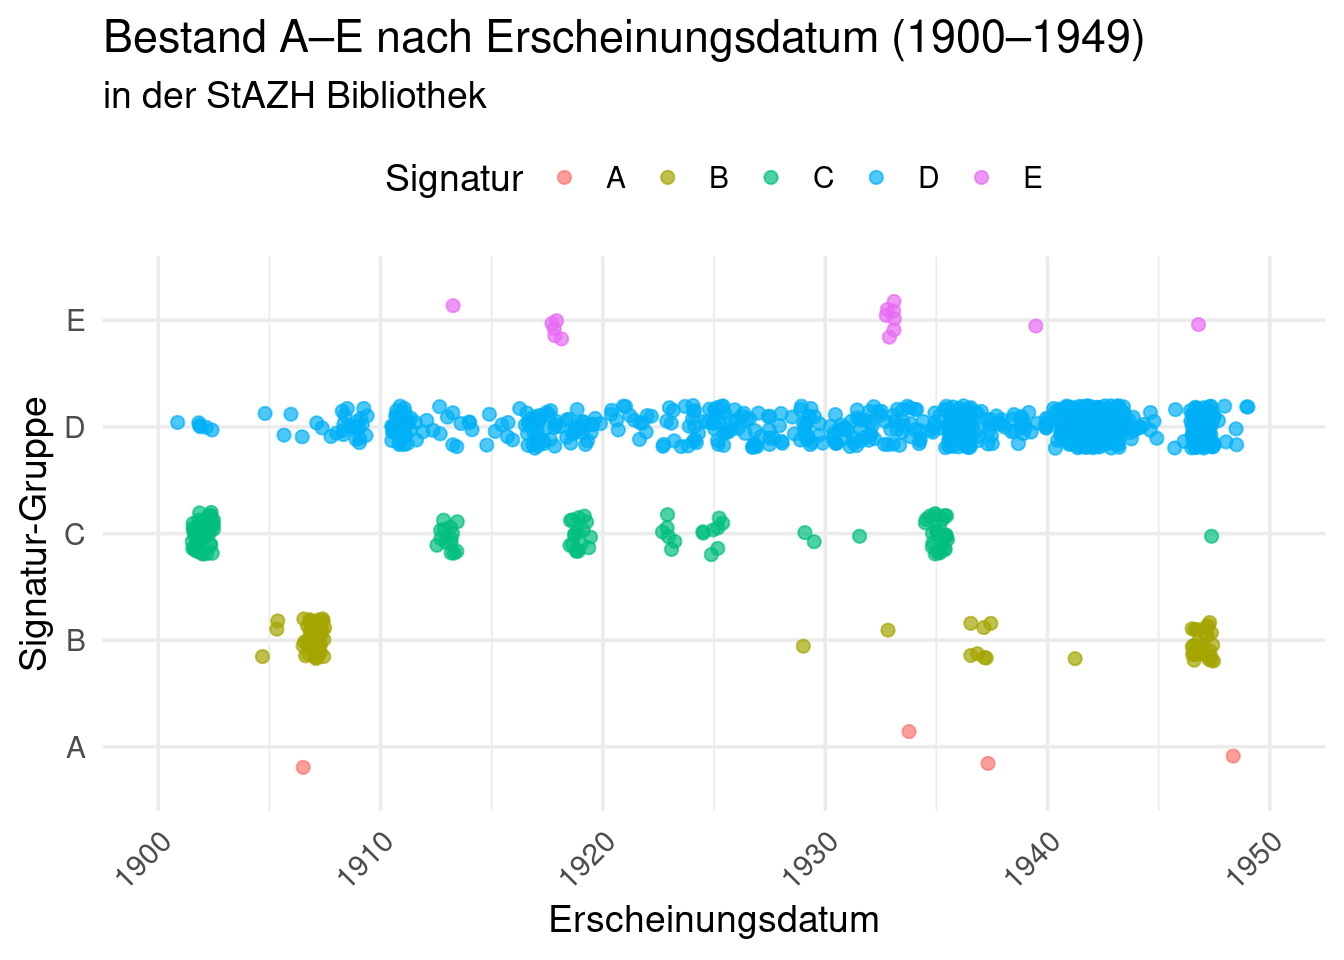 Bestand A–E nach Erscheinungsdatum (1900–1949)
in der StAZH Bibliothek
Signatur A B C D E
Signatur-Gruppe
E
D
C
B
A
1900 1910 1920 1930 1940 1950
Erscheinungsdatum